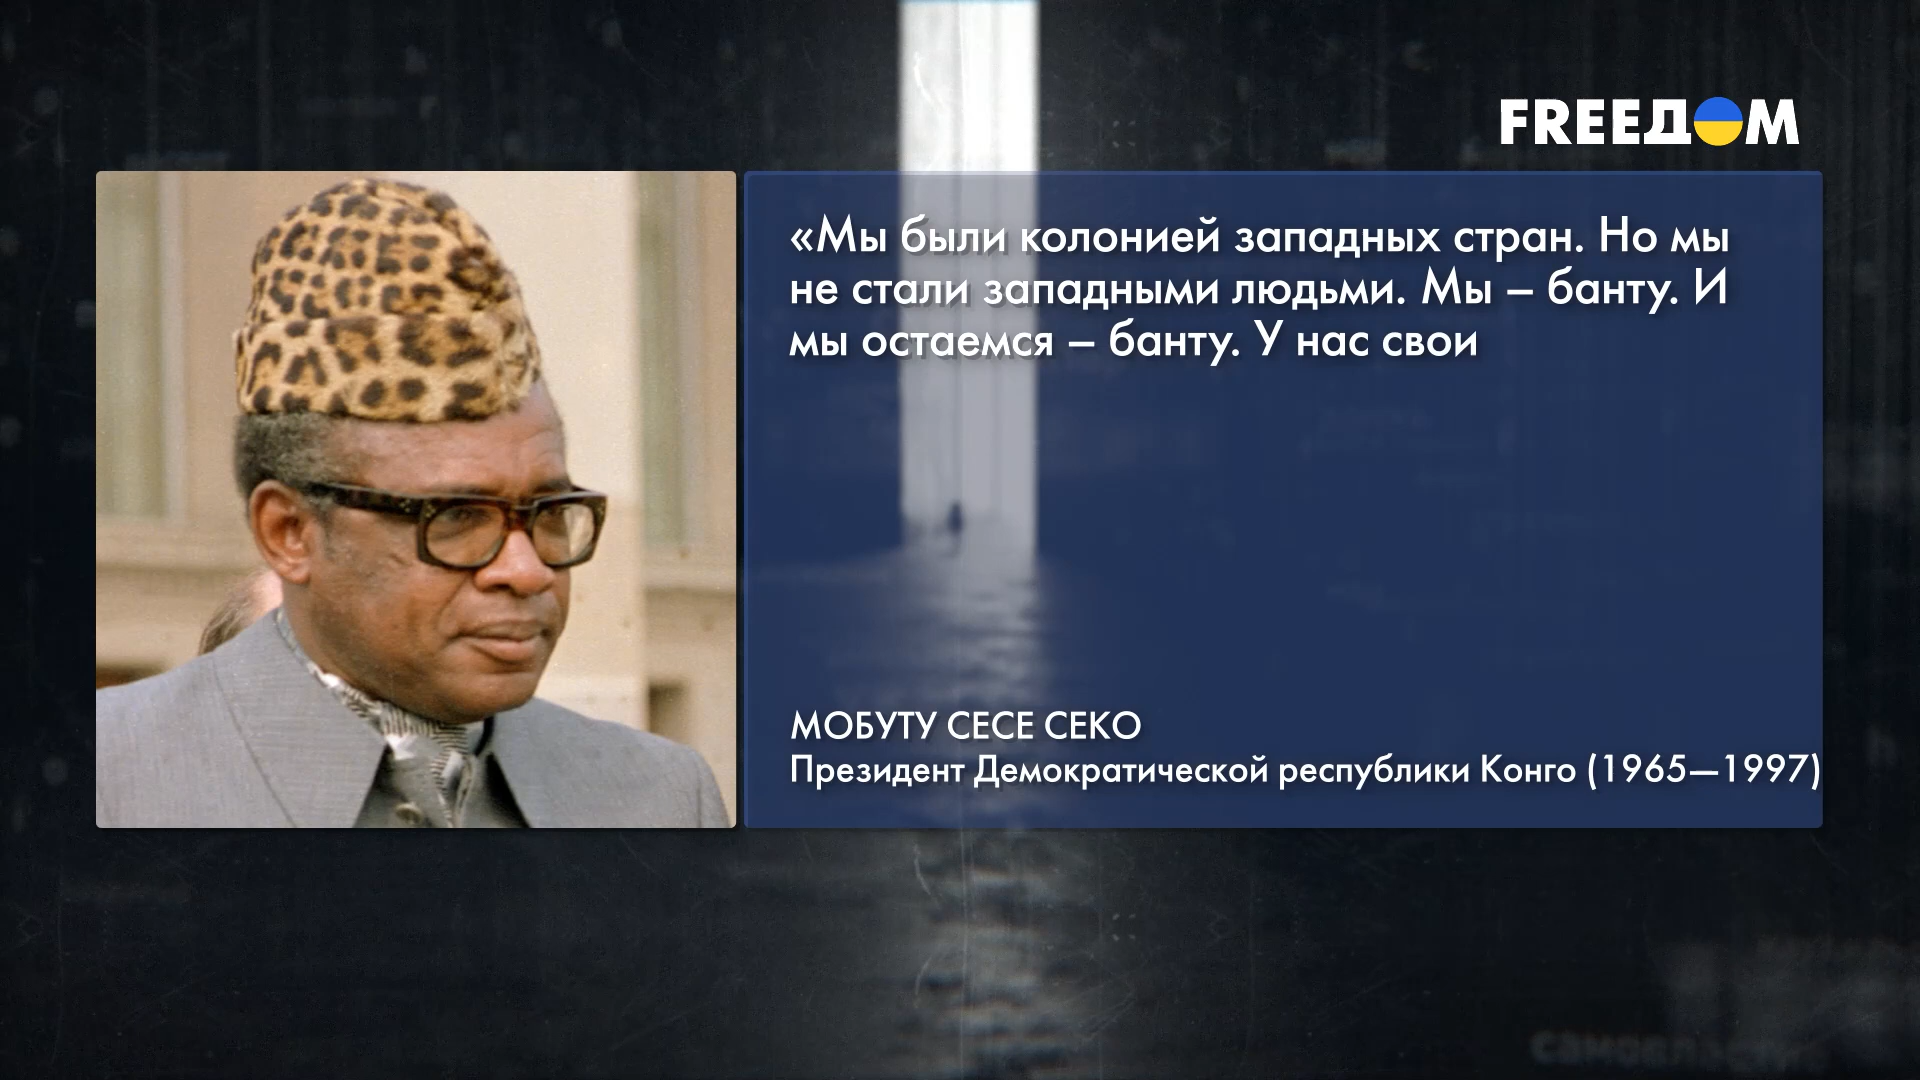 FREEДОМ
«Мы были колонией западных стран. Но мы
не стали западными людьми. Мы – банту. И
мы остаемся – банту. У нас свои
МОБУТУ СЕСЕ СЕКО
Президент Демократической республики Конго (1965—1997)